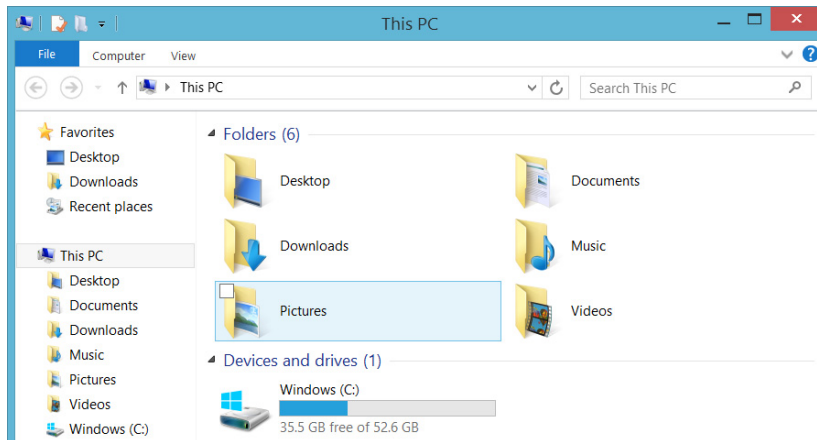 This PC
File Computer View
This PC
Search This PC
Favorites
Desktop
Downloads
Recent places
This PC
Desktop
Documents
Downloads
Music
Pictures
Videos
Windows (C:)
Folders (6)
Desktop
Documents
Downloads
Music
Pictures
Videos
Devices and drives (1)
Windows (C:)
35.5 GB free of 52.6 GB